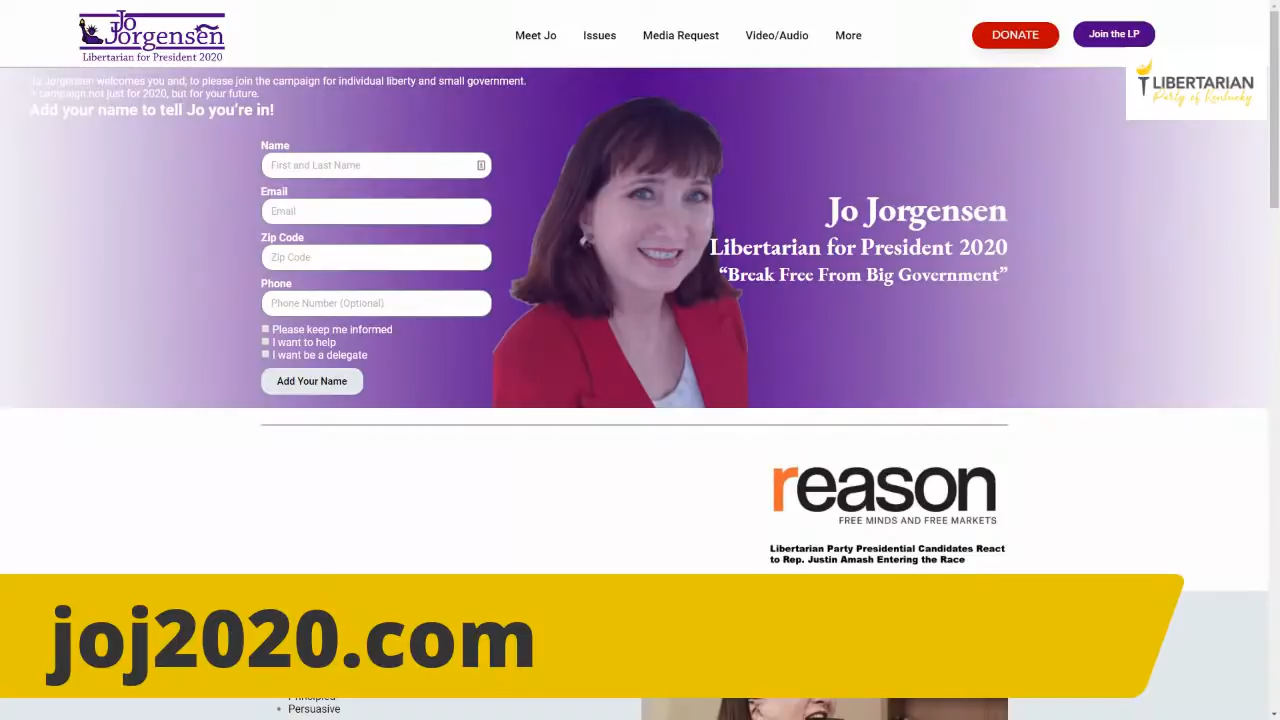 Jo
Jorgensen
Libertarian for President 2020
Meet Jo
Issues
Media Request
Video/Audio
More
DONATE
Join the LP
LIBERTARIAN
Party of Kentucky
Jo Jorgensen welcomes you and, to please join the campaign for individual liberty and small government.
campaign not just for 2020, but for your future.
Add your name to tell Jo you're in!
Name
First and Last Name
Email
Email
Zip Code
Zip Code
Phone
Phone Number (Optional)
Please keep me informed
I want to help
I want be a delegate
Add Your Name
Jo Jorgensen
Libertarian for President 2020
“Break Free From Big Government”
reason
FREE MINDS AND FREE MARKETS
Libertarian Party Presidential Candidates React
to Rep. Justin Amash Entering the Race
joj2020.com
Principled
Persuasive